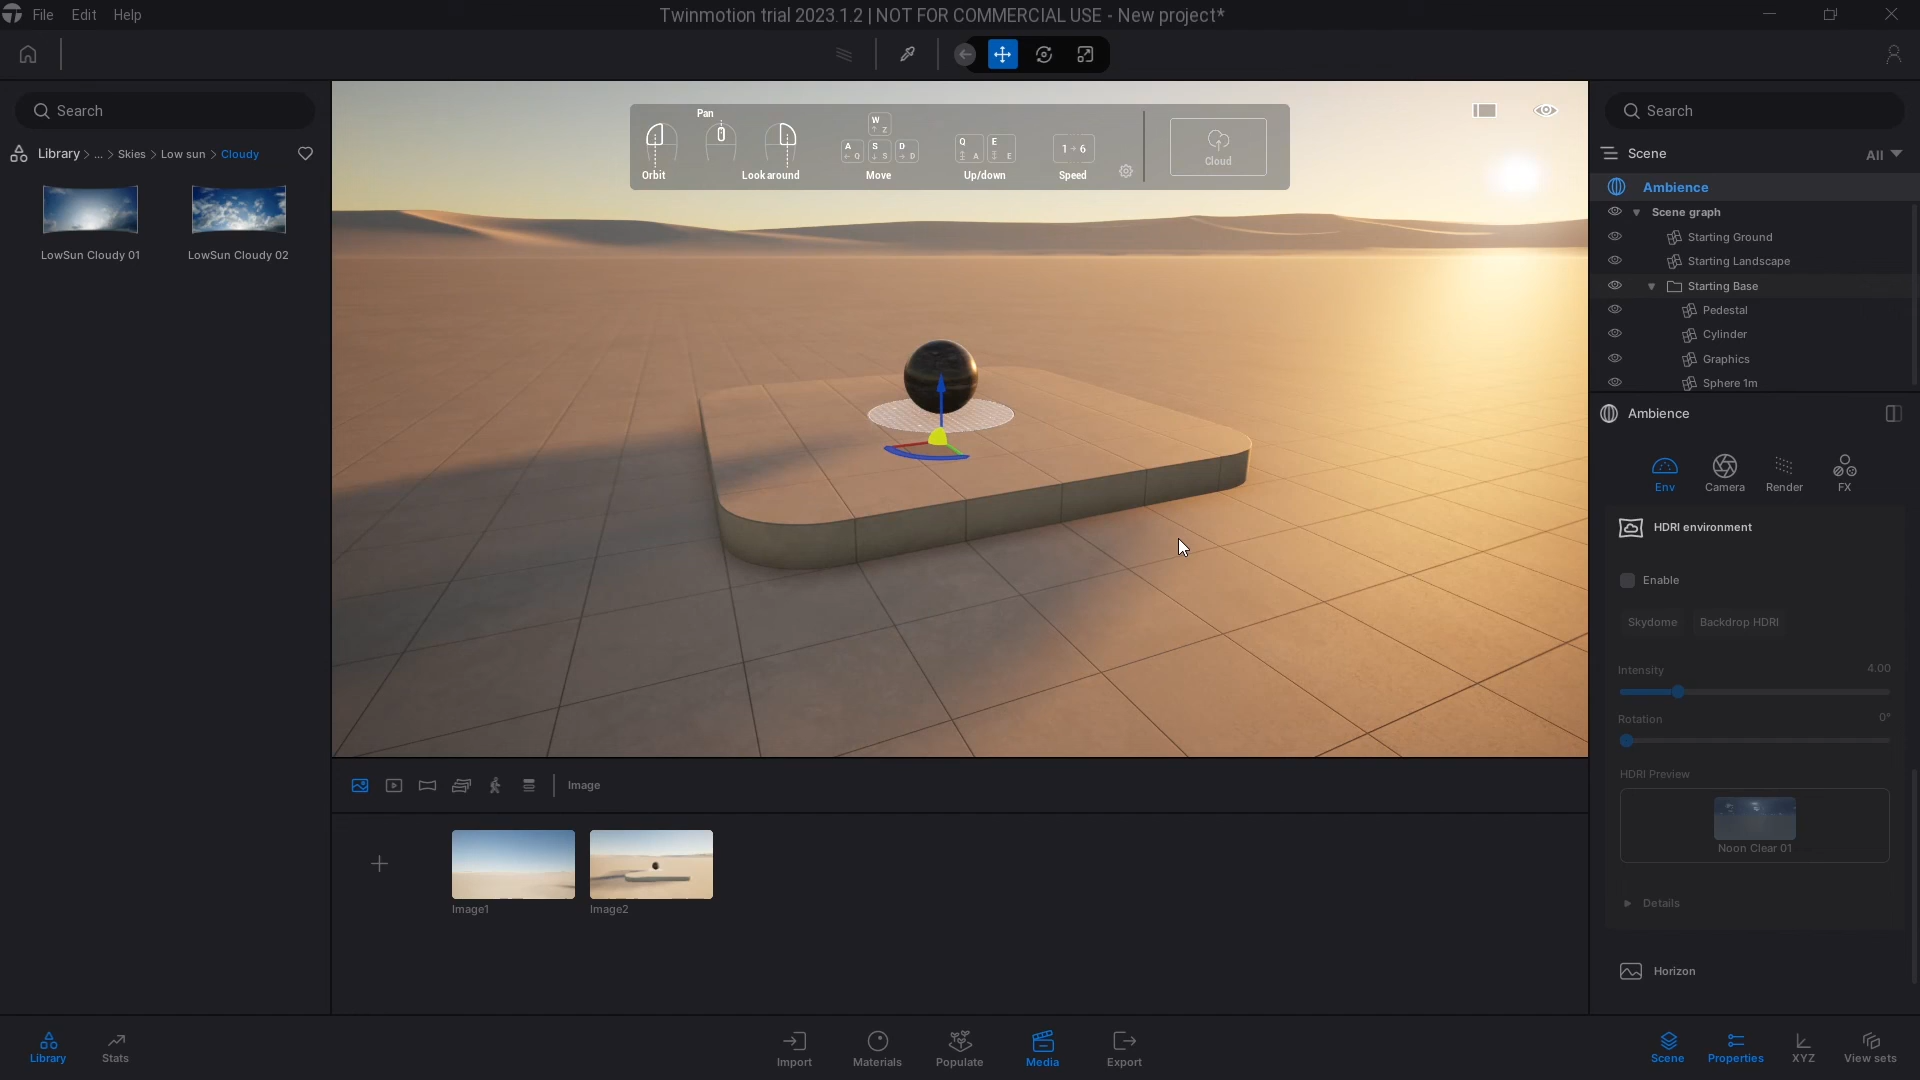 File Edit Help
Twinmotion trial 2023.1.2 | NOT FOR COMMERCIAL USE - New project*
Search
Library > ... > Skies > Low sun > Cloudy
LowSun Cloudy 01
LowSun Cloudy 02
Pan
Orbit
Look around
W
Z
A
Q
S
S
D
D
Move
Q
A
E
E
Up/down
1 6
Speed
Cloud
Search
Scene
All
Ambience
Scene graph
Starting Ground
Starting Landscape
Starting Base
Pedestal
Cylinder
Graphics
Sphere 1m
Ambience
Env
Camera
Render
FX
HDRI environment
Enable
Skydome
Backdrop HDRI
Intensity
4.00
Rotation
0°
HDRI Preview
Noon Clear 01
Details
Horizon
Image
Image1
Image2
Library
Stats
Import
Materials
Populate
Media
Export
Scene
Properties
XYZ
View sets